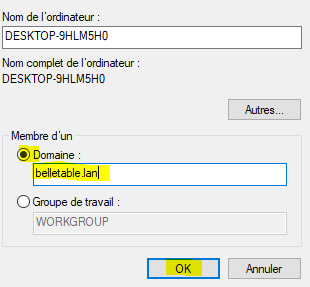 Nom de l'ordinateur :
DESKTOP-9HLM5H0
Nom complet de l'ordinateur :
DESKTOP-9HLM5H0
Autres...
Membre d'un
Domaine :
belletable.lan
Groupe de travail :
WORKGROUP
OK
Annuler